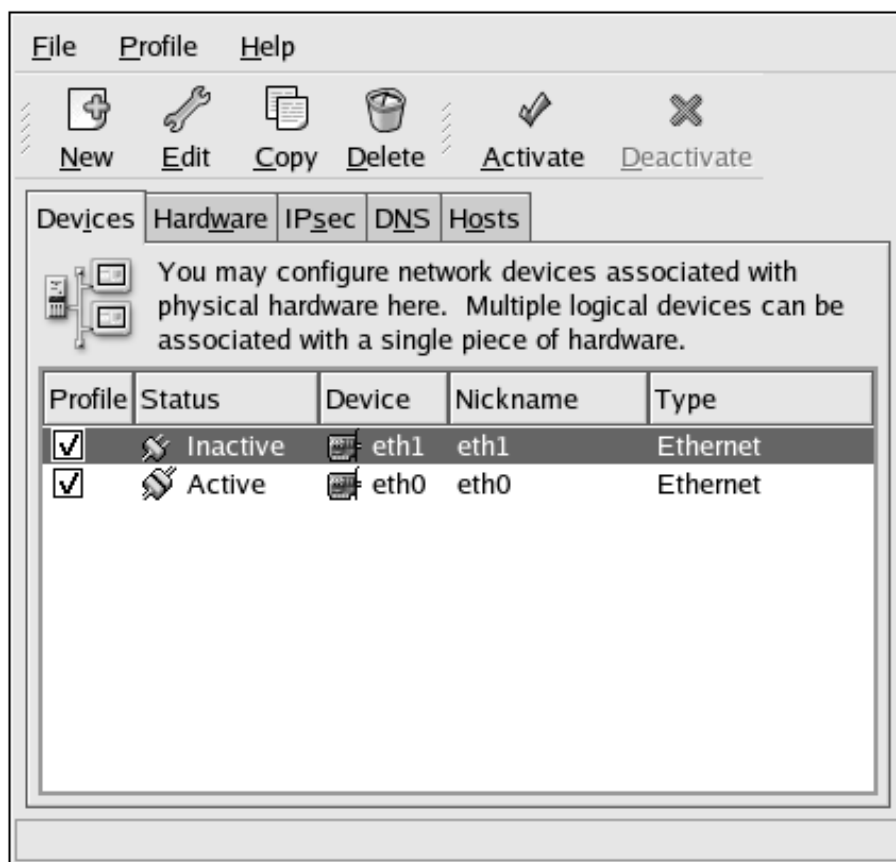 File Profile Help
New Edit Copy Delete Activate Deactivate
Devices Hardware IPsec DNS Hosts
You may configure network devices associated with
physical hardware here. Multiple logical devices can be
associated with a single piece of hardware.
Profile Status Device Nickname Type
Inactive eth1 eth1 Ethernet
Active eth0 eth0 Ethernet